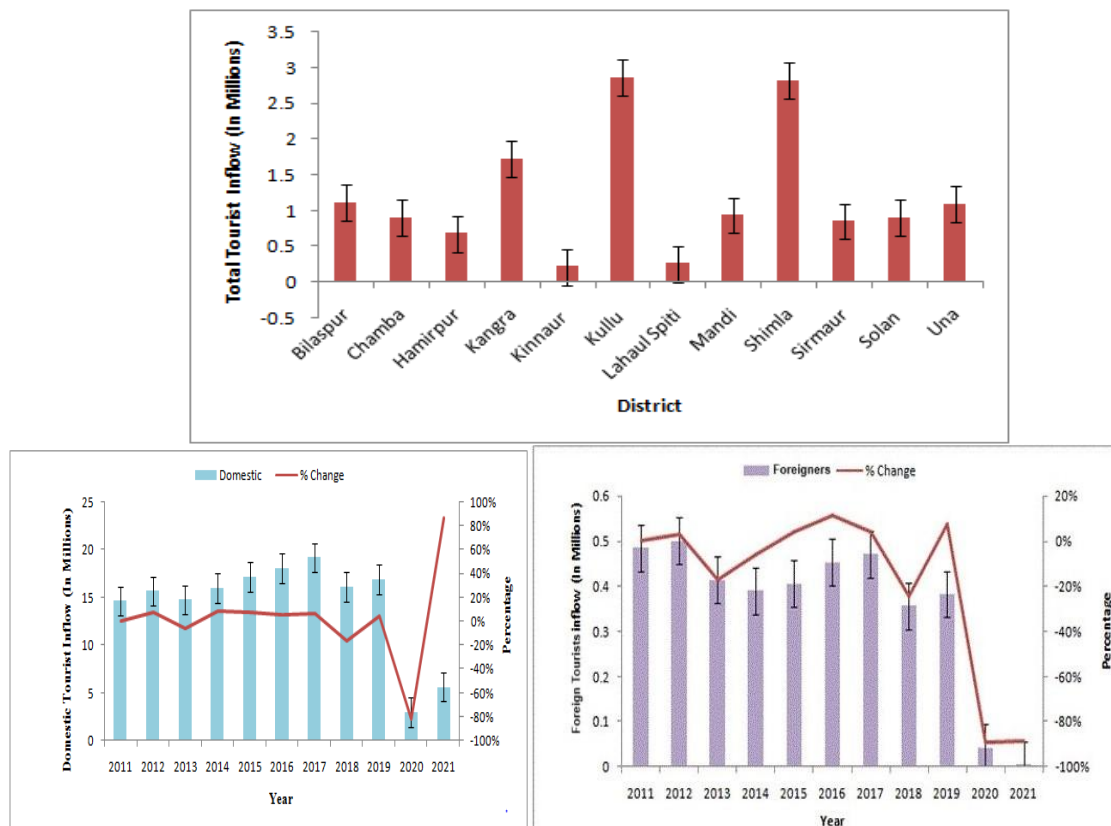 Total Tourist Inflow (In Millions)
3.5
3
2.5
2
1.5
1
0.5
0
-0.5
Bilaspur
Chamba
Hamirpur
Kangra
Kinnaur
Kullu
Lahaul Spiti
Mandi
Shimla
Sirmaur
Solan
Una
District
Domestic % Change
Domestic Tourist Inflow (In Millions)
25
20
15
10
5
0
100%
80%
60%
40%
20%
0%
-20%
-40%
-60%
-80%
-100%
Percentage
2011 2012 2013 2014 2015 2016 2017 2018 2019 2020 2021
Year
Foreigners % Change
Foreign Tourists inflow (In Millions)
0.6
0.5
0.4
0.3
0.2
0.1
0
20%
0%
-20%
-40%
-60%
-80%
-100%
Percentage
2011 2012 2013 2014 2015 2016 2017 2018 2019 2020 2021
Year